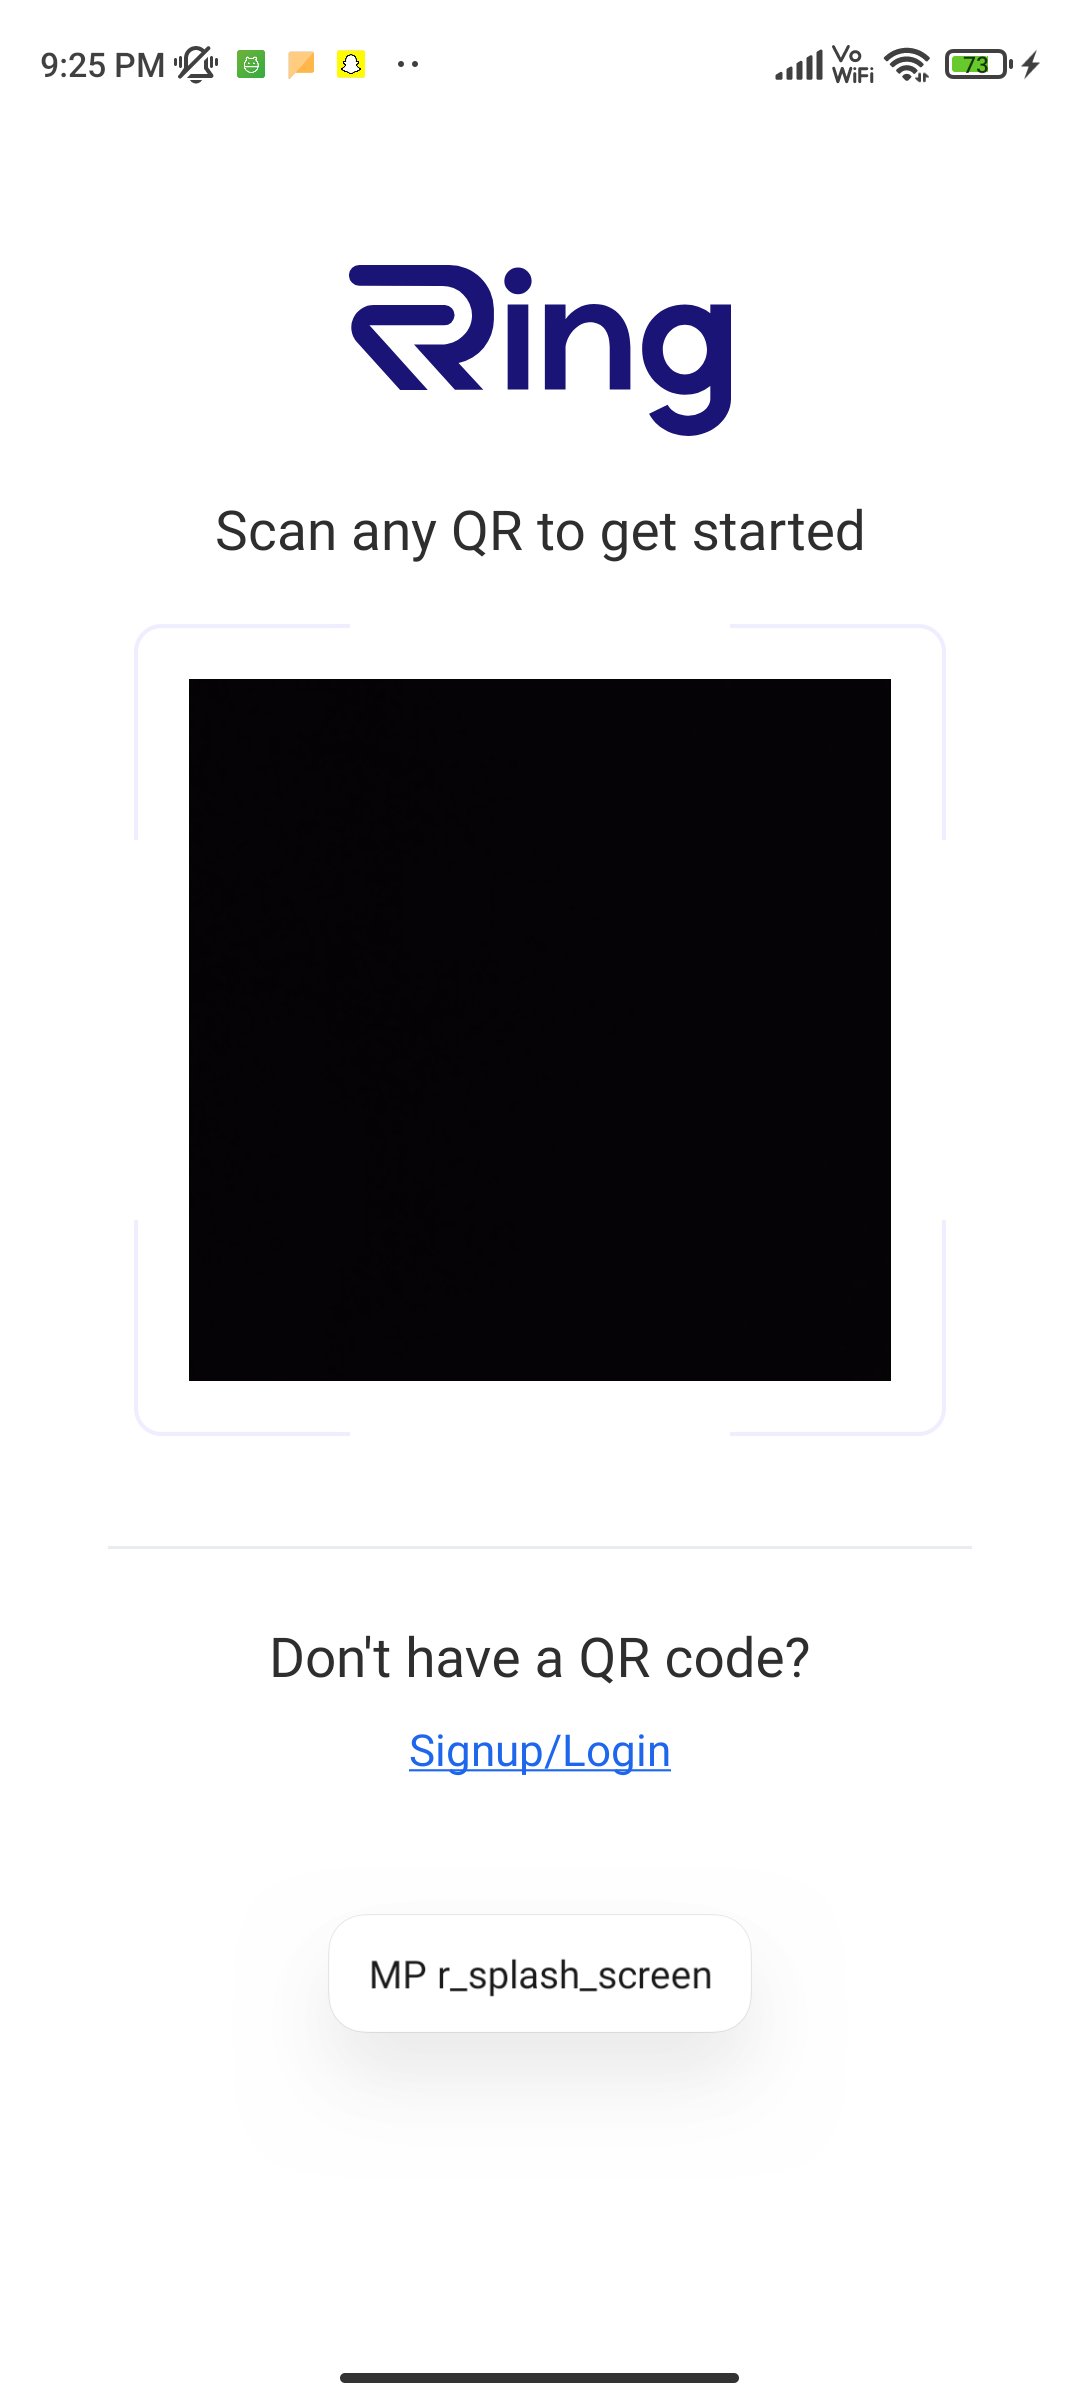 9:25 PM Vo WiFi 73
Ring
Scan any QR to get started
Don't have a QR code?
Signup/Login
MP r_splash_screen